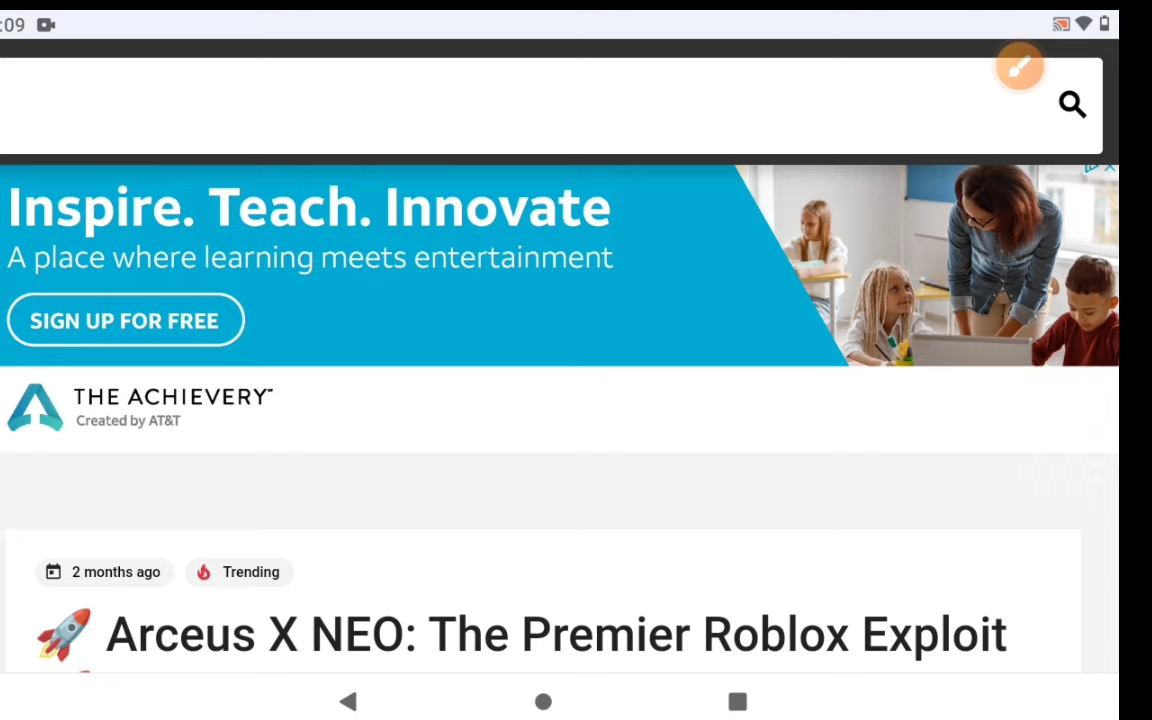 :09
Inspire. Teach. Innovate
A place where learning meets entertainment
SIGN UP FOR FREE
THE ACHIEVERY™
Created by AT&T
2 months ago Trending
🚀 Arceus X NEO: The Premier Roblox Exploit